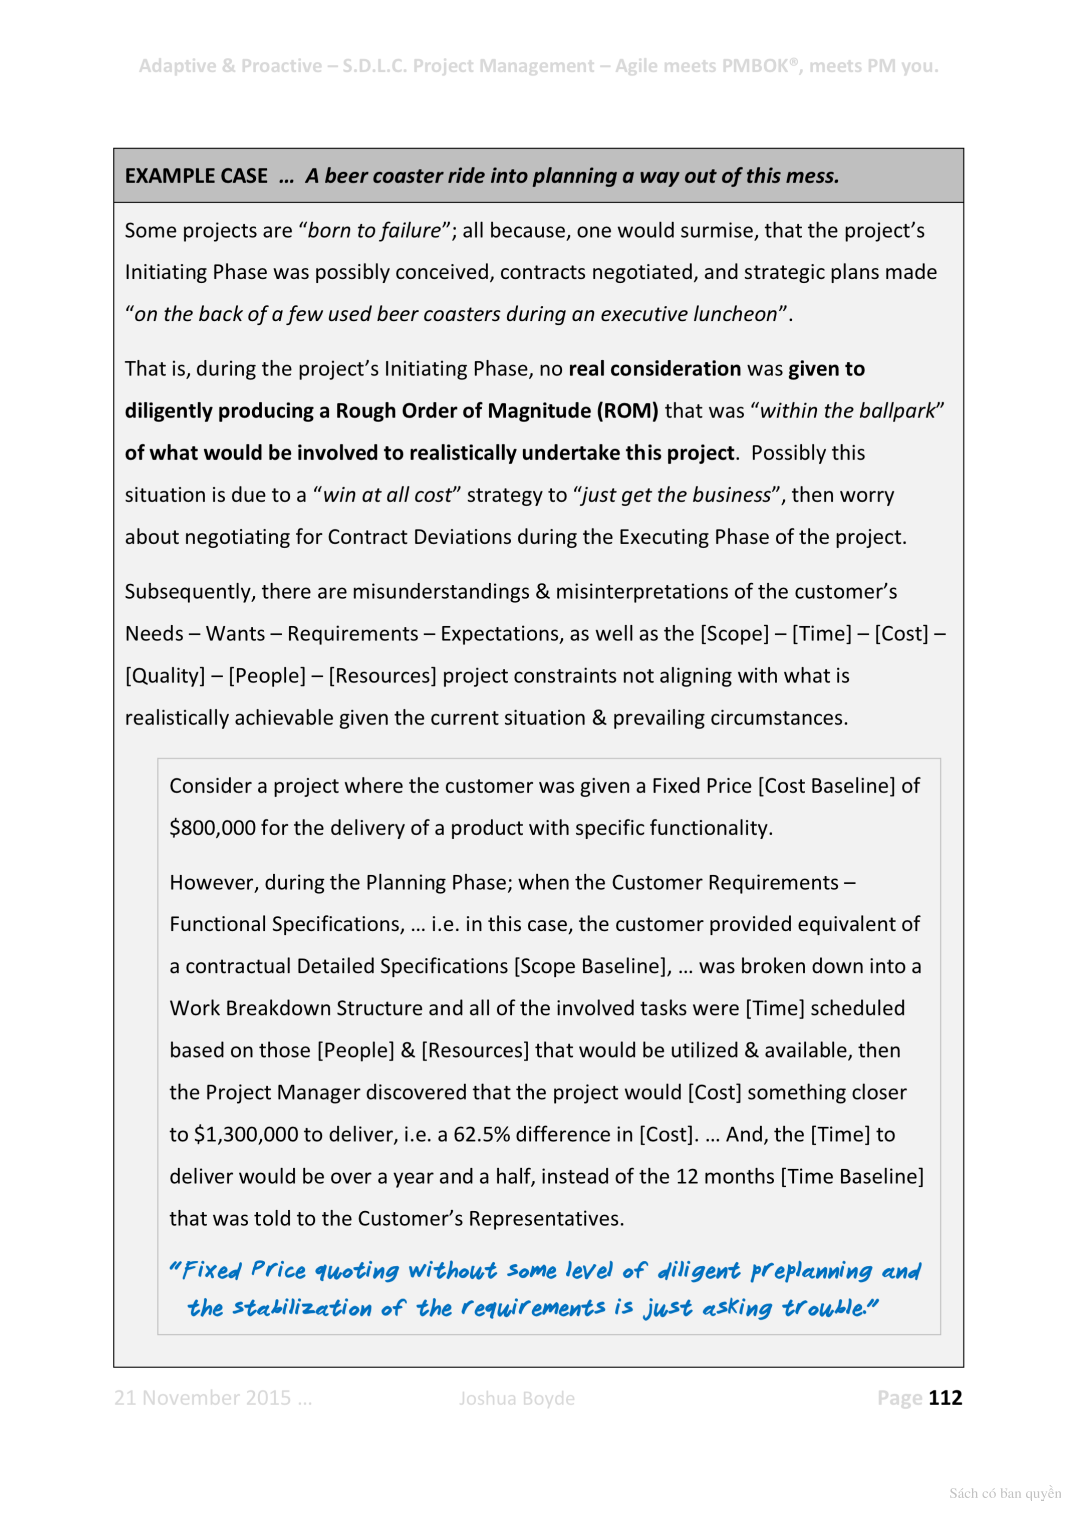 Adaptive & Proactive – S.D.L.C. Project Management – Agile meets PMBOK®, meets PM you.
EXAMPLE CASE … A beer coaster ride into planning a way out of this mess.
Some projects are “born to failure”; all because, one would surmise, that the project’s
Initiating Phase was possibly conceived, contracts negotiated, and strategic plans made
“on the back of a few used beer coasters during an executive luncheon”.
That is, during the project’s Initiating Phase, no real consideration was given to
diligently producing a Rough Order of Magnitude (ROM) that was “within the ballpark”
of what would be involved to realistically undertake this project. Possibly this
situation is due to a “win at all cost” strategy to “just get the business”, then worry
about negotiating for Contract Deviations during the Executing Phase of the project.
Subsequently, there are misunderstandings & misinterpretations of the customer’s
Needs – Wants – Requirements – Expectations, as well as the [Scope] – [Time] – [Cost] –
[Quality] – [People] – [Resources] project constraints not aligning with what is
realistically achievable given the current situation & prevailing circumstances.
Consider a project where the customer was given a Fixed Price [Cost Baseline] of
$800,000 for the delivery of a product with specific functionality.
However, during the Planning Phase; when the Customer Requirements –
Functional Specifications, … i.e. in this case, the customer provided equivalent of
a contractual Detailed Specifications [Scope Baseline], … was broken down into a
Work Breakdown Structure and all of the involved tasks were [Time] scheduled
based on those [People] & [Resources] that would be utilized & available, then
the Project Manager discovered that the project would [Cost] something closer
to $1,300,000 to deliver, i.e. a 62.5% difference in [Cost]. … And, the [Time] to
deliver would be over a year and a half, instead of the 12 months [Time Baseline]
that was told to the Customer’s Representatives.
“Fixed Price quoting without some level of diligent preplanning and
the stabilization of the requirements is just asking trouble.”
21 November 2015 … Joshua Boyde Page 112
Sách có bản quyền